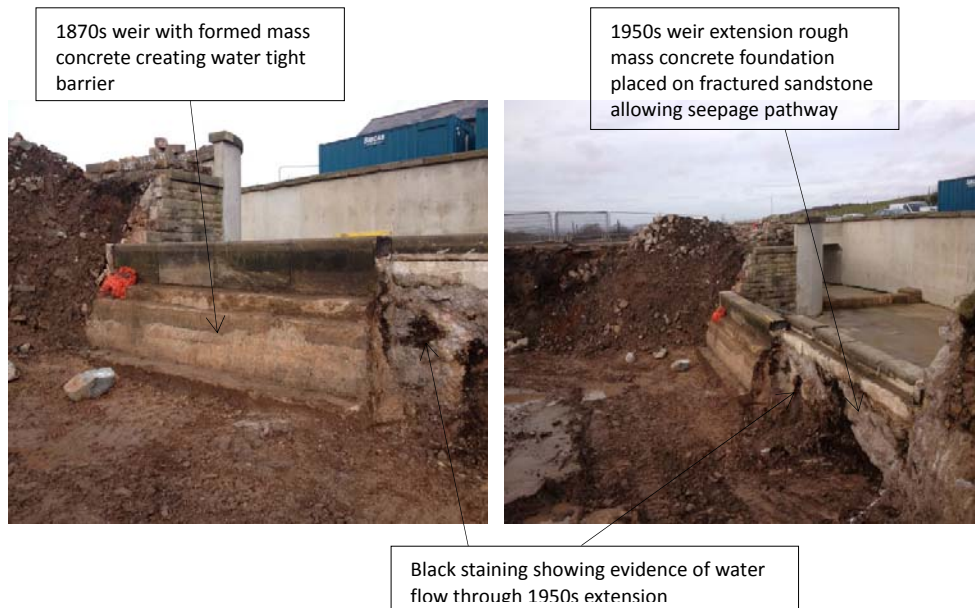 1870s weir with formed mass
concrete creating water tight
barrier
1950s weir extension rough
mass concrete foundation
placed on fractured sandstone
allowing seepage pathway
Black staining showing evidence of water
flow through 1950s extension